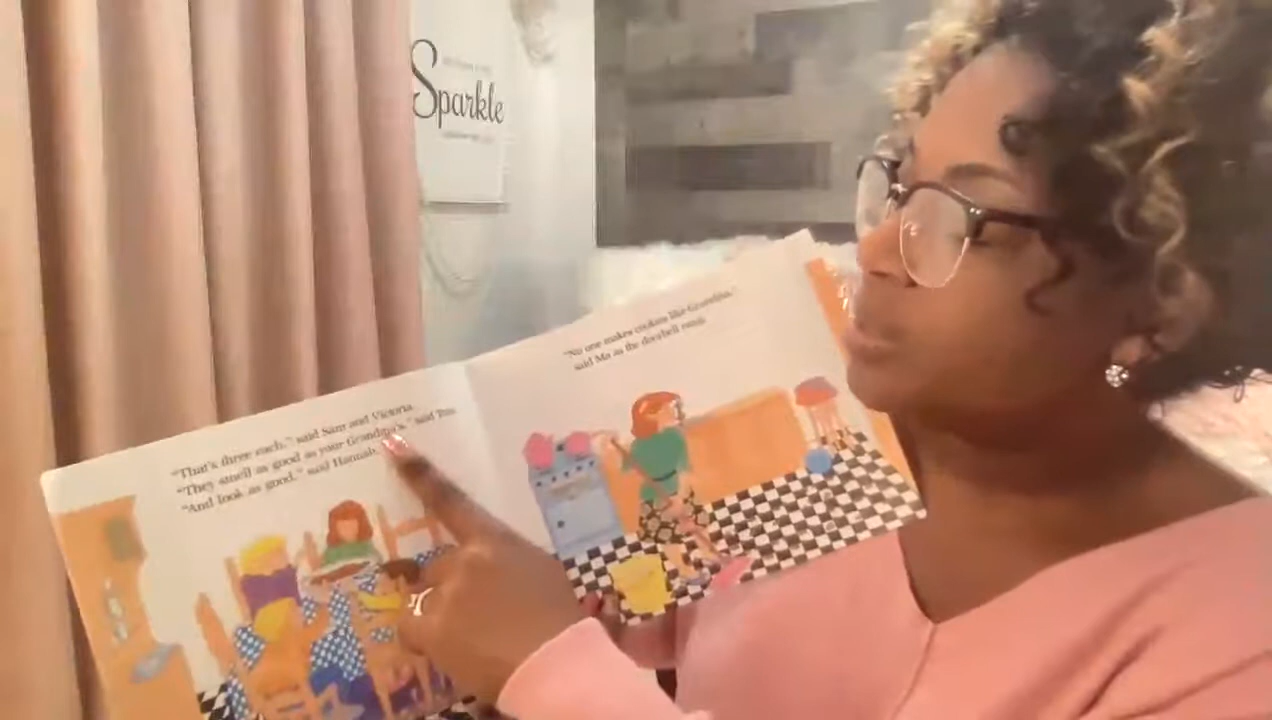 Sparkle
"That's three each," said Sam and Victoria.
"They smell as good as your Grandma's," said Tom.
"And look as good," said Hannah.
"No one makes cookies like Grandma,"
said Ma as the doorbell rang.